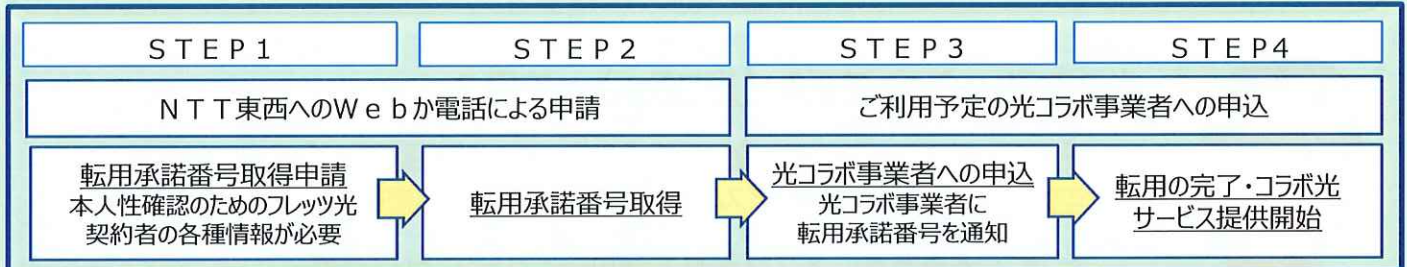 STEP1
STEP2
STEP3
STEP4
NTT東西へのWebか電話による申請
ご利用予定の光コラボ事業者への申込
転用承諾番号取得申請
本人性確認のためのフレッツ光
契約者の各種情報が必要
転用承諾番号取得
光コラボ事業者への申込
光コラボ事業者に
転用承諾番号を通知
転用の完了・コラボ光
サービス提供開始